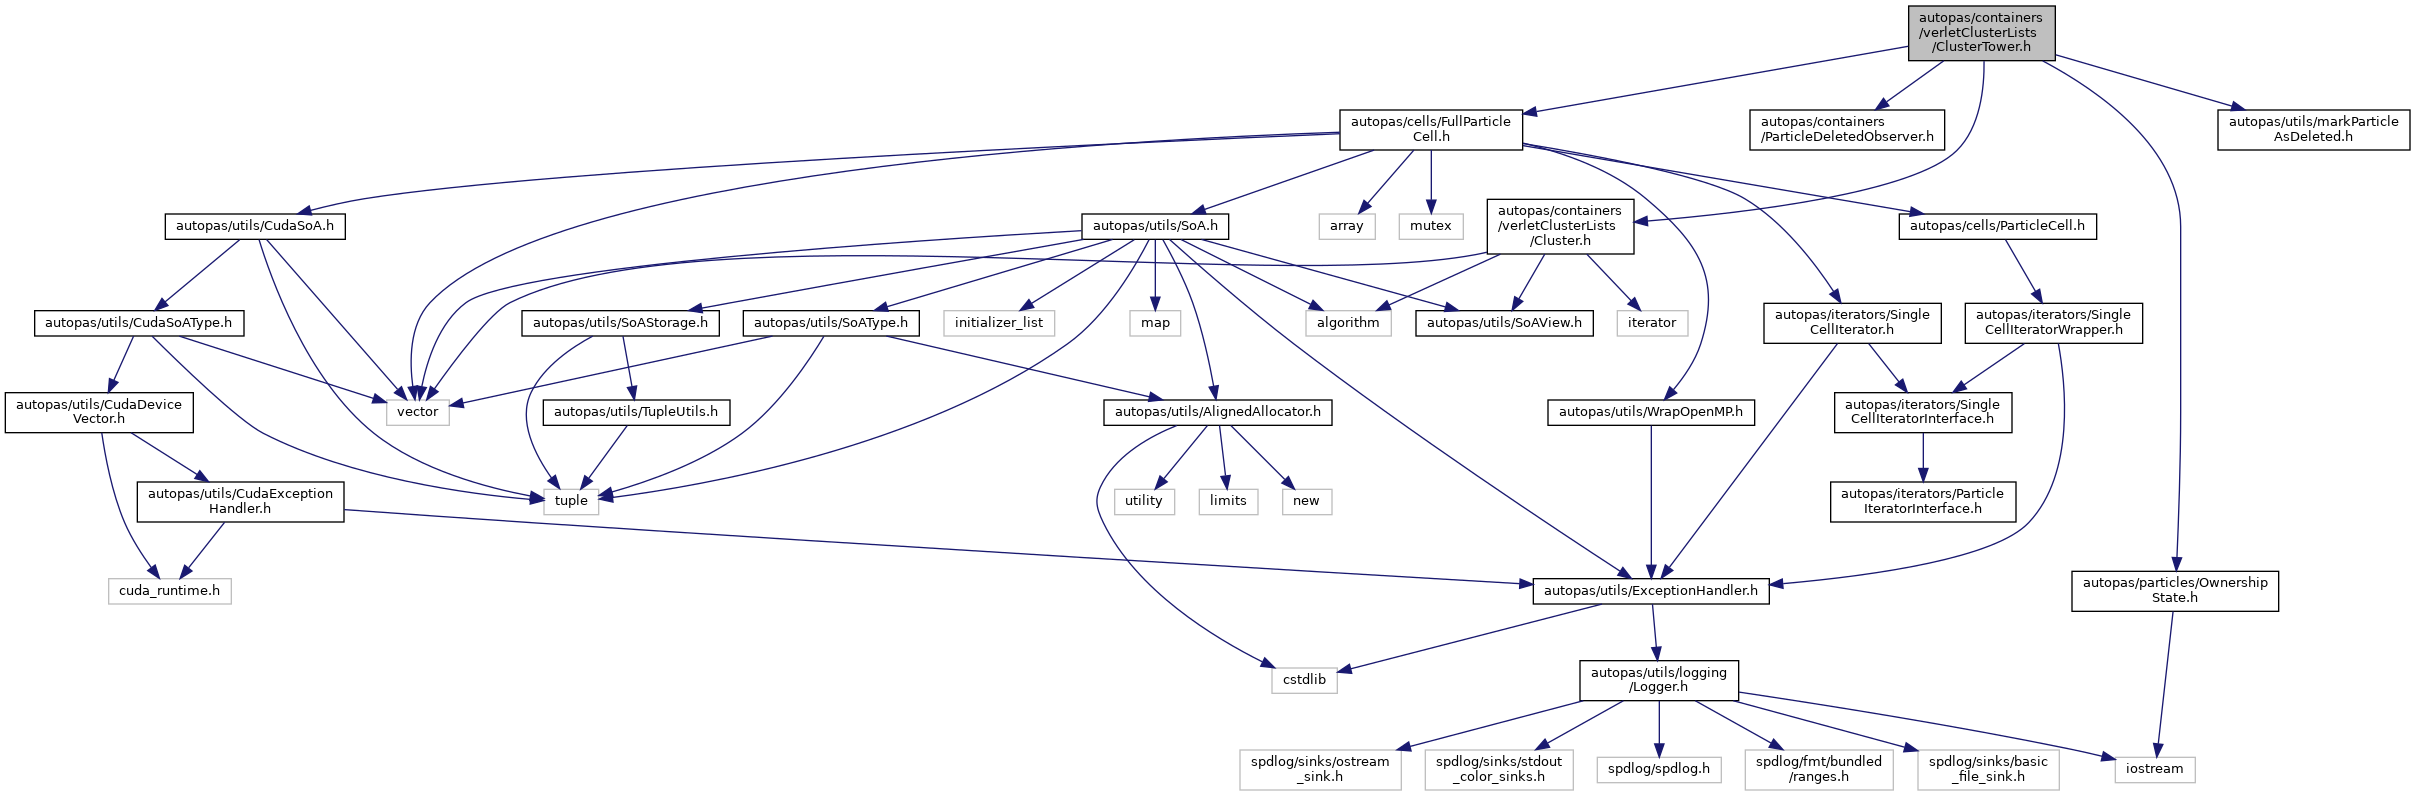 autopas/containers
/verletClusterLists
/ClusterTower.h
autopas/cells/FullParticle
Cell.h
autopas/containers
/ParticleDeletedObserver.h
autopas/utils/markParticle
AsDeleted.h
autopas/utils/CudaSoA.h
autopas/utils/SoA.h
array
mutex
autopas/containers
/verletClusterLists
/Cluster.h
autopas/cells/ParticleCell.h
autopas/utils/CudaSoAType.h
autopas/utils/SoAStorage.h
autopas/utils/SoAType.h
initializer_list
map
algorithm
autopas/utils/SoAView.h
iterator
autopas/iterators/Single
CellIterator.h
autopas/iterators/Single
CellIteratorWrapper.h
autopas/utils/CudaDevice
Vector.h
vector
autopas/utils/TupleUtils.h
autopas/utils/AlignedAllocator.h
autopas/utils/WrapOpenMP.h
autopas/iterators/Single
CellIteratorInterface.h
autopas/utils/CudaException
Handler.h
tuple
utility
limits
new
autopas/iterators/Particle
IteratorInterface.h
cuda_runtime.h
autopas/utils/ExceptionHandler.h
autopas/particles/Ownership
State.h
cstdlib
autopas/utils/logging
/Logger.h
spdlog/sinks/ostream
_sink.h
spdlog/sinks/stdout
_color_sinks.h
spdlog/spdlog.h
spdlog/fmt/bundled
/ranges.h
spdlog/sinks/basic
_file_sink.h
iostream